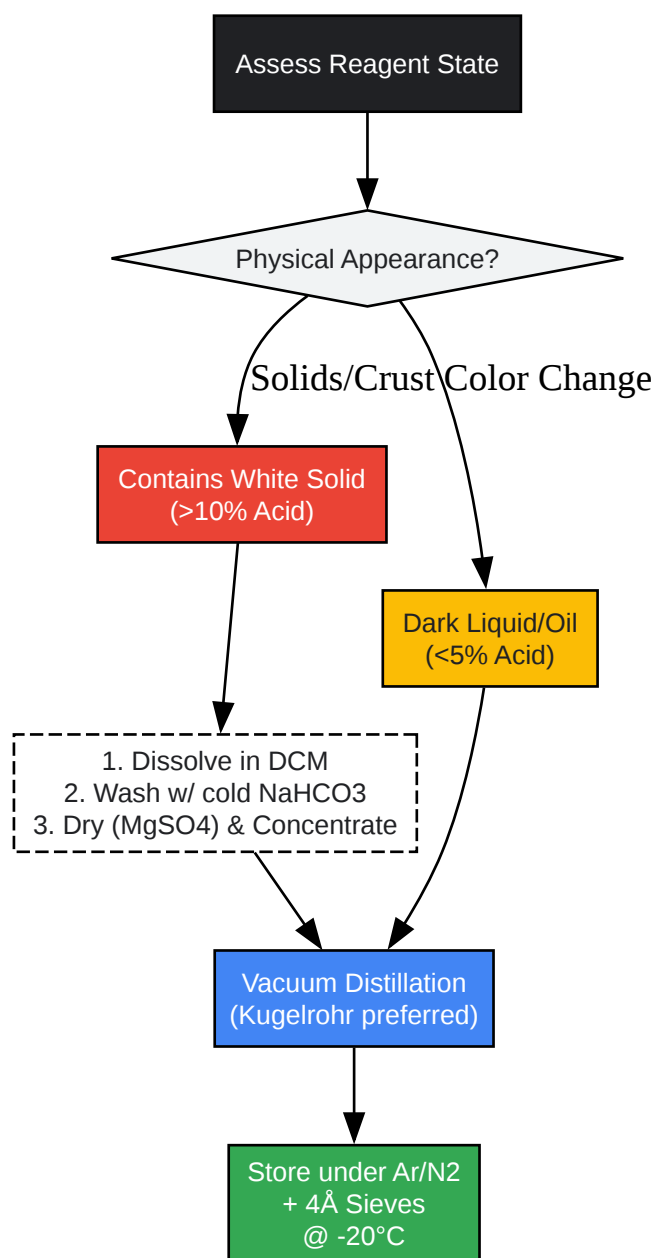 Assess Reagent State
Physical Appearance?
Solids/Crust
Color Change
Contains White Solid
(>10% Acid)
Dark Liquid/Oil
(<5% Acid)
1. Dissolve in DCM
2. Wash w/ cold NaHCO3
3. Dry (MgSO4) & Concentrate
Vacuum Distillation
(Kugelrohr preferred)
Store under Ar/N2
+ 4Å Sieves
@ -20°C